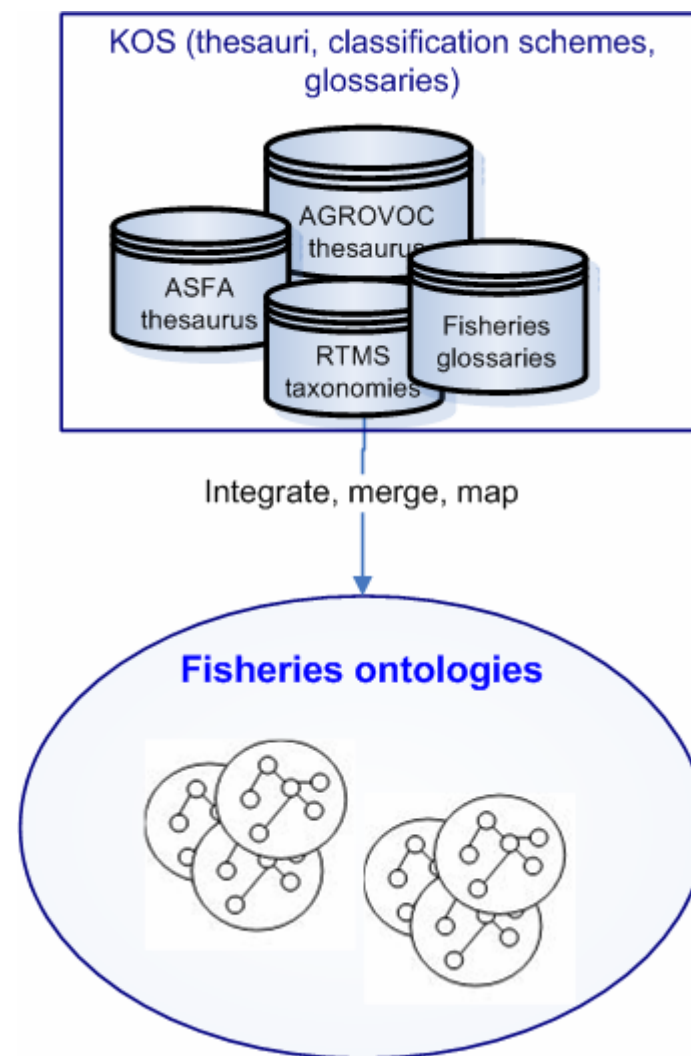 KOS (thesauri, classification schemes,
glossaries)
AGROVOC
thesaurus
ASFA
thesaurus
RTMS
taxonomies
Fisheries
glossaries
Integrate, merge, map
Fisheries ontologies